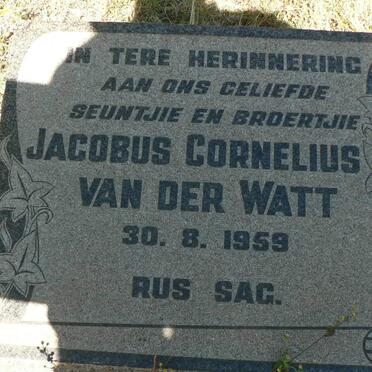 IN TERE HERINNERING
AAN ONS GELIEFDE
SEUNTJIE EN BROERTJIE
JACOBUS CORNELIUS
VAN DER WATT
30. 8. 1959
RUS SAG.